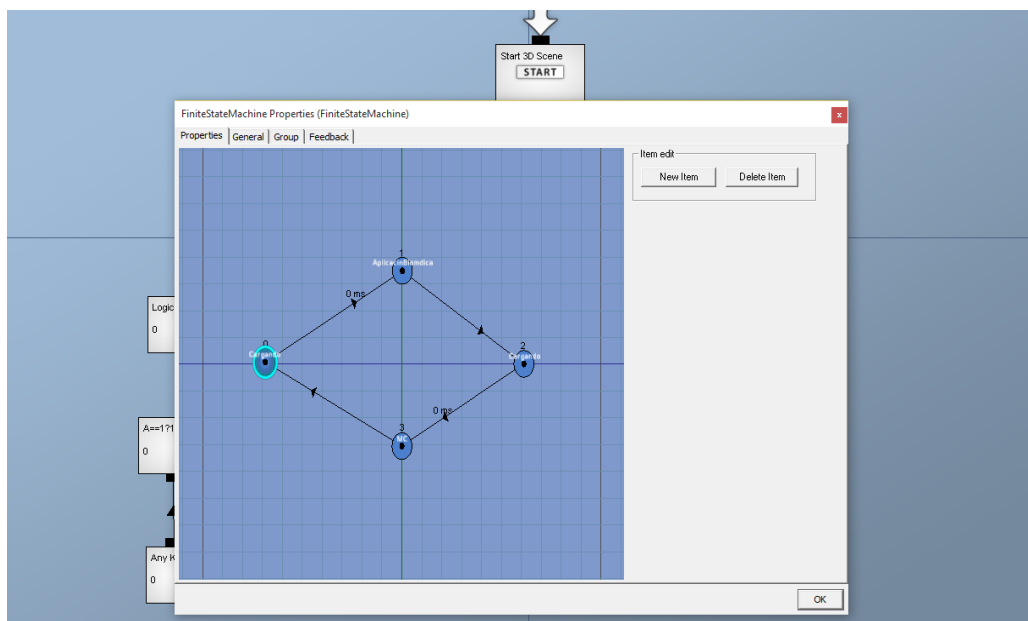 Start 3D Scene
START
FiniteStateMachine Properties (FiniteStateMachine)
x
Properties
General
Group
Feedback
Item edit
New Item
Delete Item
1
0 ms
0
Cargando
2
Cargando
0 ms
3
MC
Logic
0
A==1?1
0
Any K
0
OK